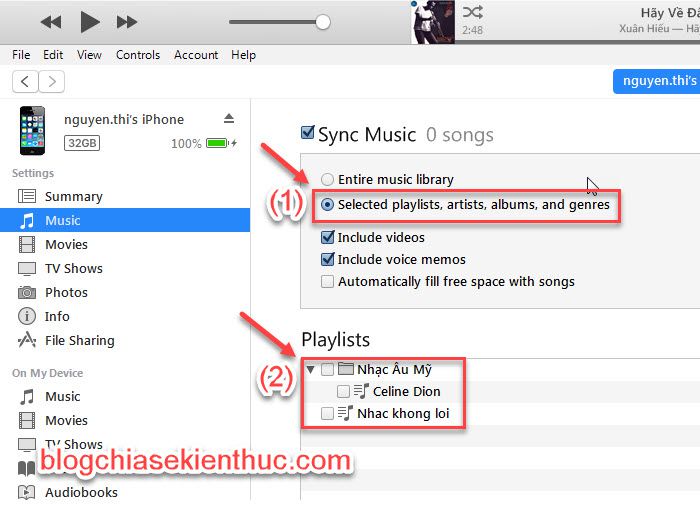 Hãy Về Đâ
2:48
Xuân Hiếu — Hã
File Edit View Controls Account Help
nguyen.thi's
nguyen.thi's iPhone
32GB
100%
Settings
Summary
Music
Movies
TV Shows
Photos
Info
File Sharing
On My Device
Music
Movies
TV Shows
Audiobooks
Sync Music 0 songs
Entire music library
(1)
Selected playlists, artists, albums, and genres
Include videos
Include voice memos
Automatically fill free space with songs
Playlists
(2)
Nhạc Âu Mỹ
Celine Dion
Nhac khong loi
blogchiasekienthuc.com